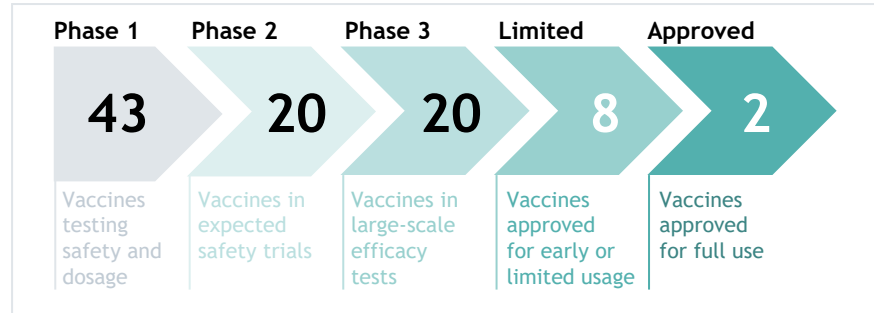 Phase 1 Phase 2 Phase 3 Limited Approved
43 20 20 8 2
Vaccines
testing
safety and
dosage
Vaccines in
expected
safety trials
Vaccines in
large-scale
efficacy
tests
Vaccines
approved
for early or
limited usage
Vaccines
approved
for full use